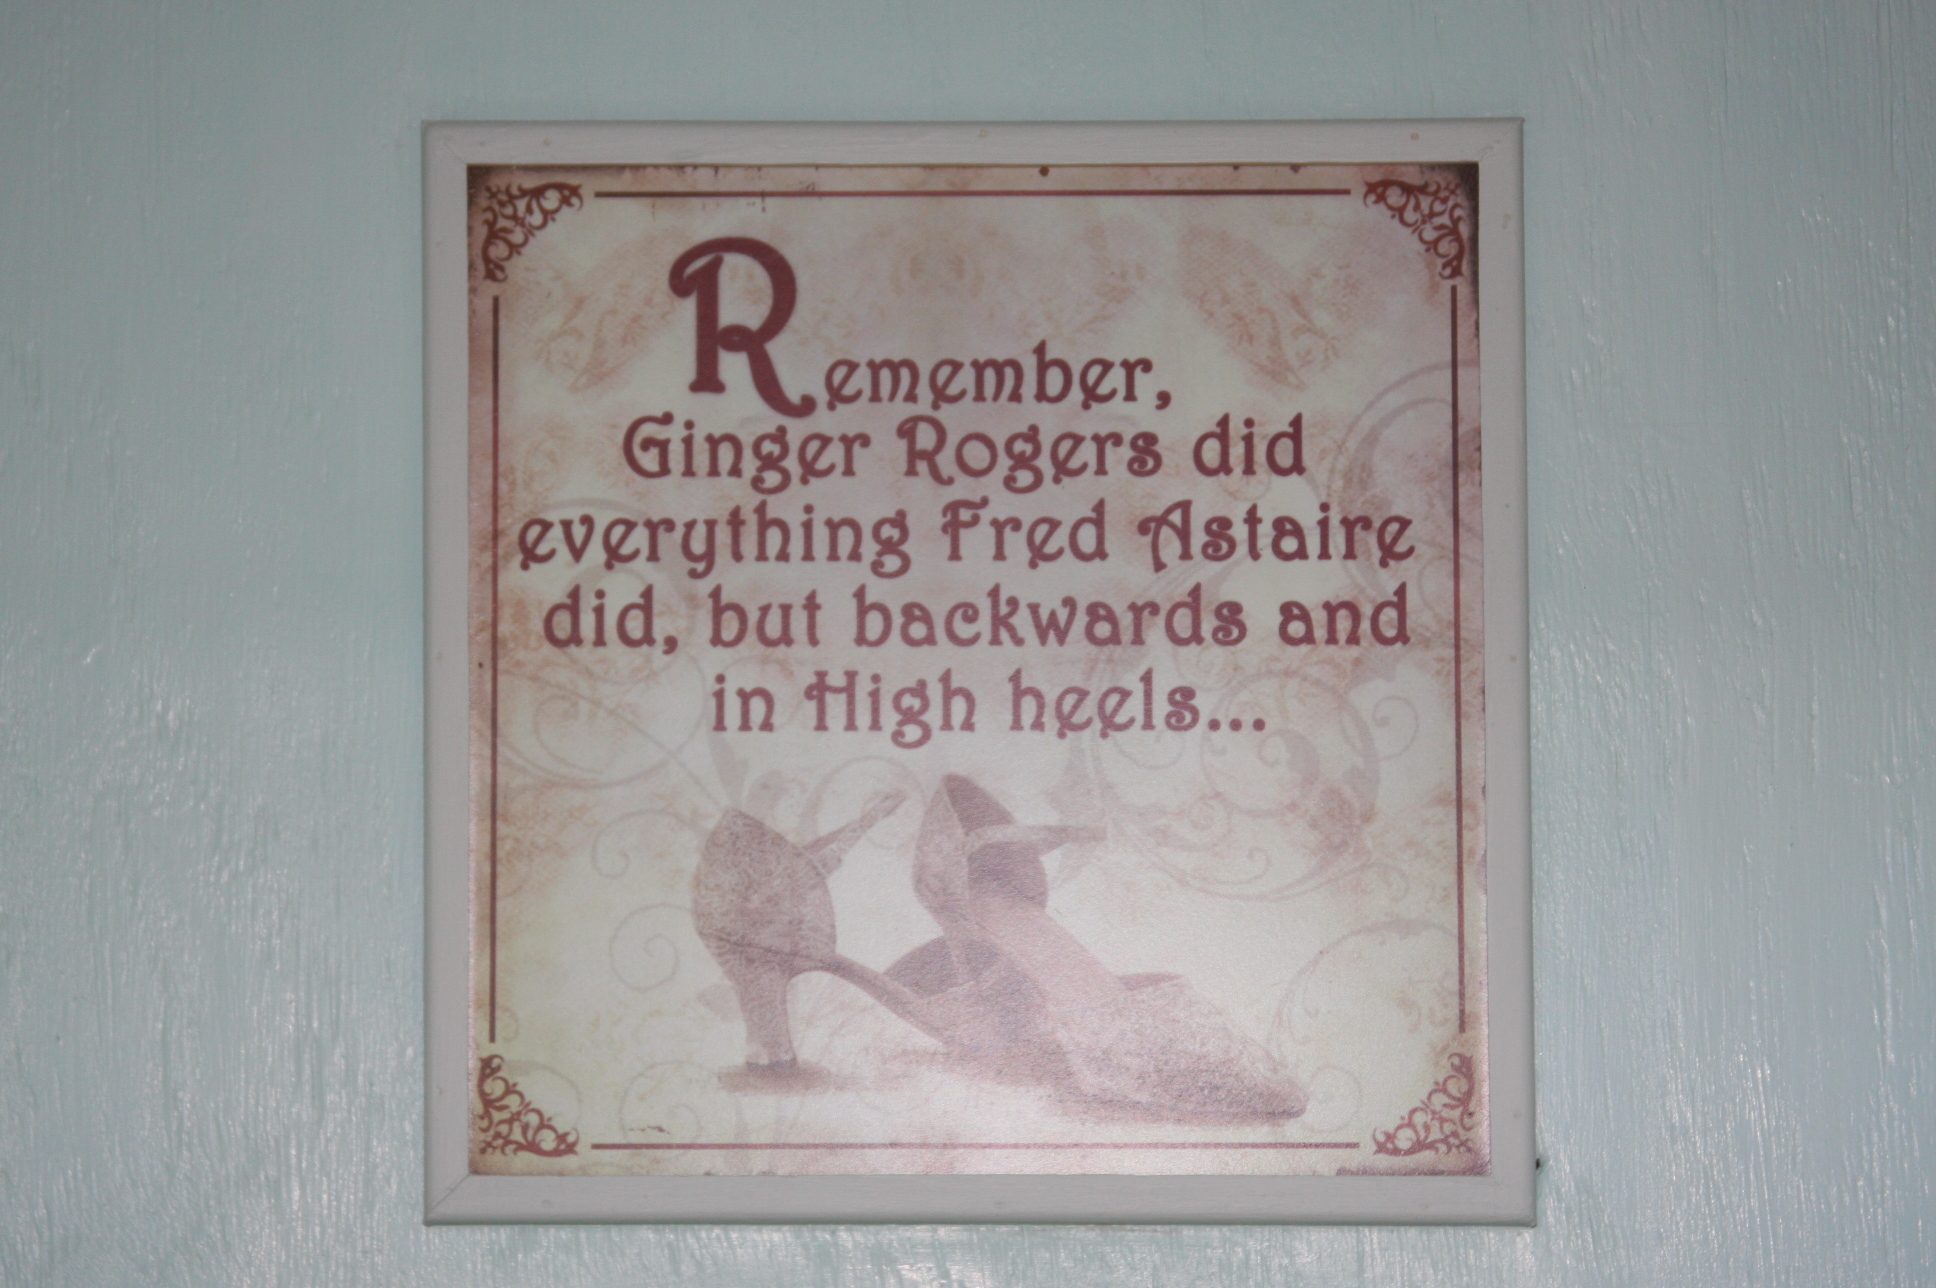 Remember,
Ginger Rogers did
everything Fred Astaire
did, but backwards and
in High heels...